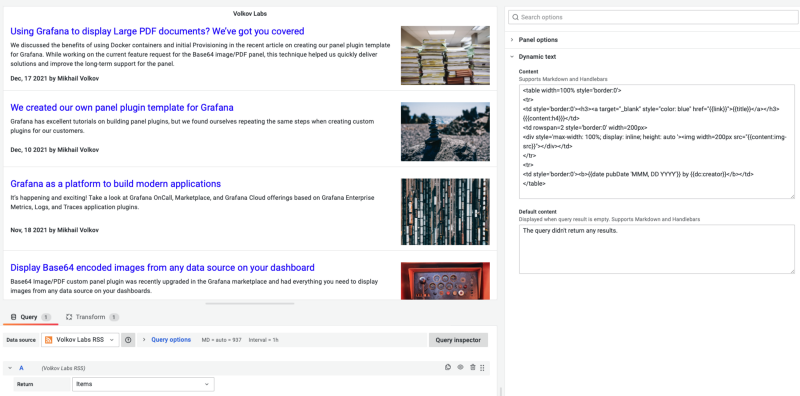 Volkov Labs
Using Grafana to display Large PDF documents? We've got you covered
We discussed the benefits of using Docker containers and initial Provisioning in the recent article on creating our panel plugin template
for Grafana. While working on the current feature request for the Base64 image/PDF panel, this technique helped us quickly deliver
solutions and improve the long-term support for the panel.
Dec, 17 2021 by Mikhail Volkov
We created our own panel plugin template for Grafana
Grafana has excellent tutorials on building panel plugins, but we found ourselves repeating the same steps when creating custom
plugins for our customers.
Dec, 10 2021 by Mikhail Volkov
Grafana as a platform to build modern applications
It's happening and exciting! Take a look at Grafana OnCall, Marketplace, and Grafana Cloud offerings based on Grafana Enterprise
Metrics, Logs, and Traces application plugins.
Nov, 18 2021 by Mikhail Volkov
Display Base64 encoded images from any data source on your dashboard
Base64 Image/PDF custom panel plugin was recently upgraded in the Grafana marketplace and had everything you need to display
images from any data source on your dashboards.
Query 1
Transform 1
Data source
Volkov Labs RSS
Query options
MD = auto = 937
Interval = 1h
Query inspector
A
(Volkov Labs RSS)
Return
Items
Search options
Panel options
Dynamic text
Content
Supports Markdown and Handlebars
<table width=100% style='border:0'>
<tr>
<td style='border:0'><h3><a target="_blank" style="color: blue" href="{{link}}">{{title}}</a></h3>
{{{content:h4}}}</td>
<td rowspan=2 style='border:0' width=200px>
<div style='max-width: 100%; display: inline; height: auto '><img width=200px src="{{content:img-
src}}"></div></td>
</tr>
<tr>
<td style='border:0'><b>{{date pubDate 'MMM, DD YYYY'}} by {{dc:creator}}</b></td>
</table>
Default content
Displayed when query result is empty. Supports Markdown and Handlebars
The query didn't return any results.